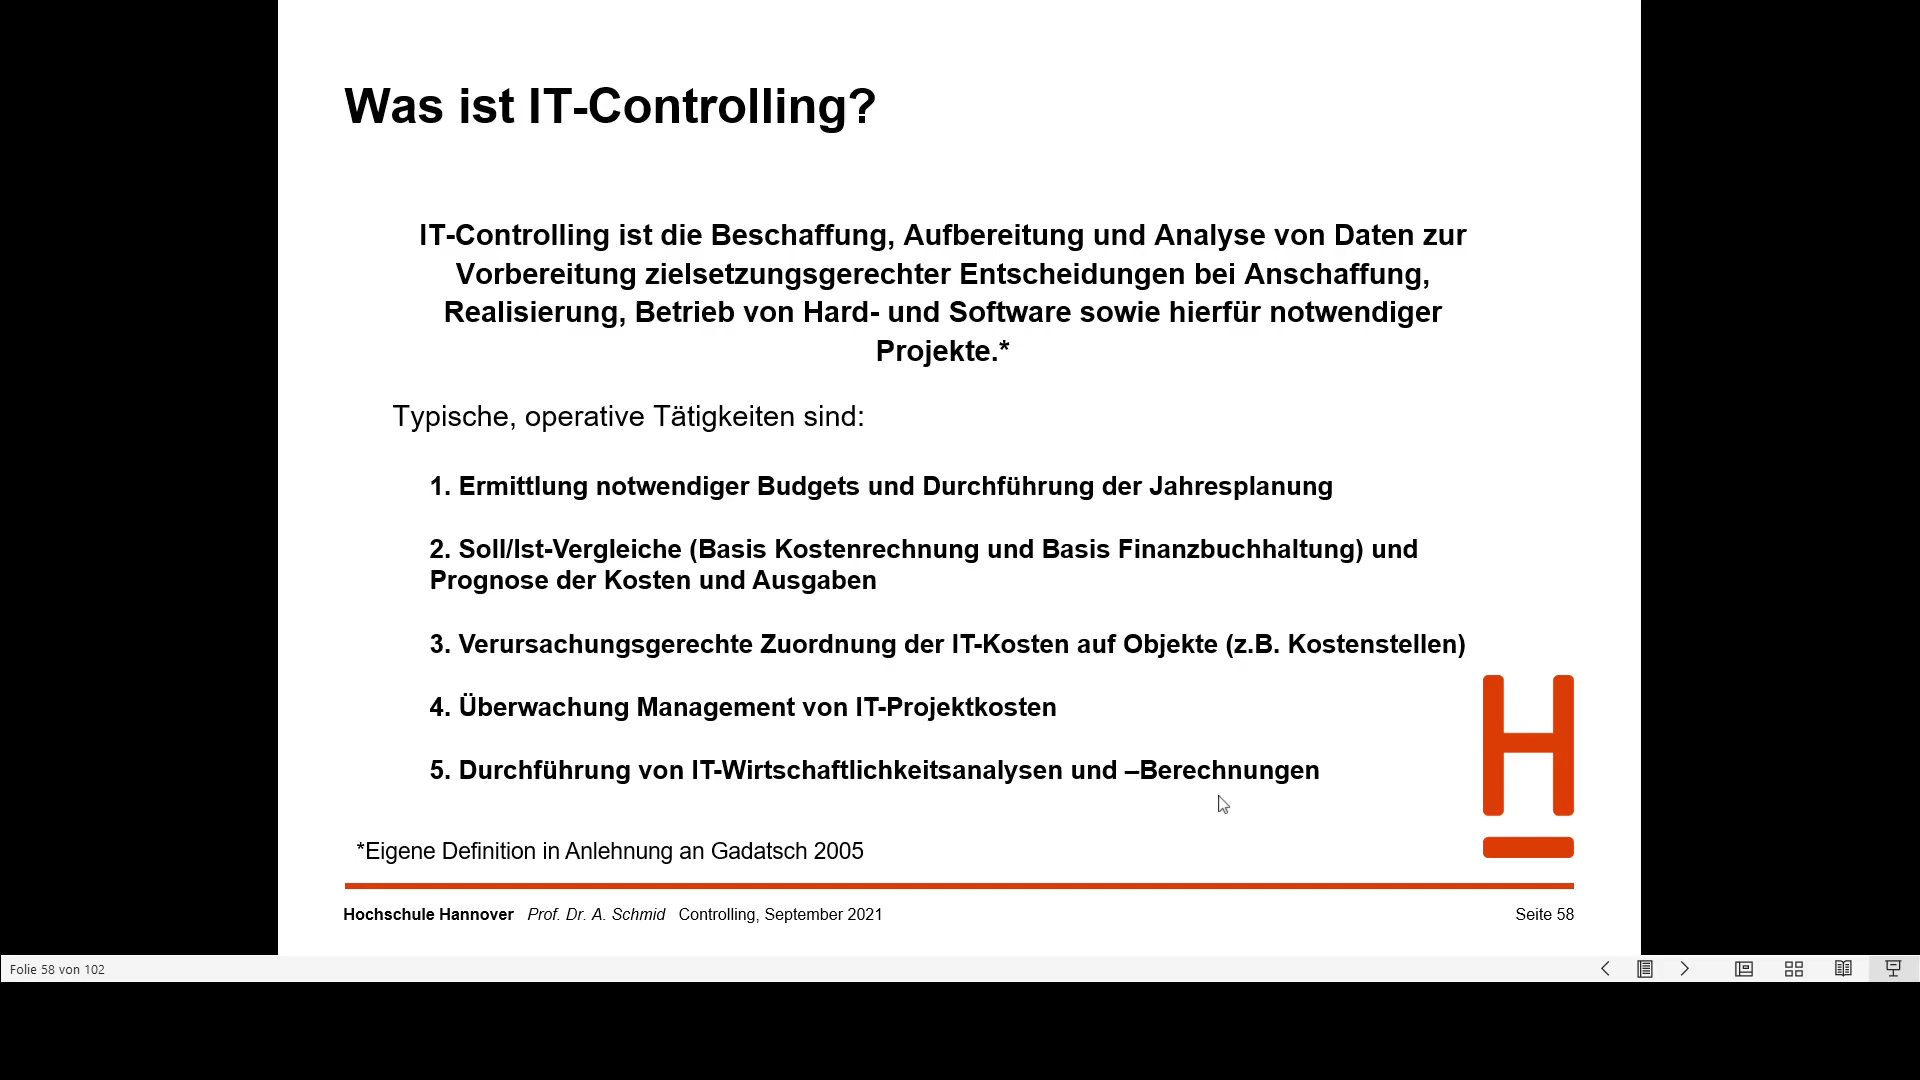 Was ist IT-Controlling?
IT-Controlling ist die Beschaffung, Aufbereitung und Analyse von Daten zur
Vorbereitung zielsetzungsgerechter Entscheidungen bei Anschaffung,
Realisierung, Betrieb von Hard- und Software sowie hierfür notwendiger
Projekte.*
Typische, operative Tätigkeiten sind:
1. Ermittlung notwendiger Budgets und Durchführung der Jahresplanung
2. Soll/Ist-Vergleiche (Basis Kostenrechnung und Basis Finanzbuchhaltung) und
Prognose der Kosten und Ausgaben
3. Verursachungsgerechte Zuordnung der IT-Kosten auf Objekte (z.B. Kostenstellen)
4. Überwachung Management von IT-Projektkosten
5. Durchführung von IT-Wirtschaftlichkeitsanalysen und –Berechnungen
H
*Eigene Definition in Anlehnung an Gadatsch 2005
Hochschule Hannover Prof. Dr. A. Schmid Controlling, September 2021 Seite 58
Folie 58 von 102